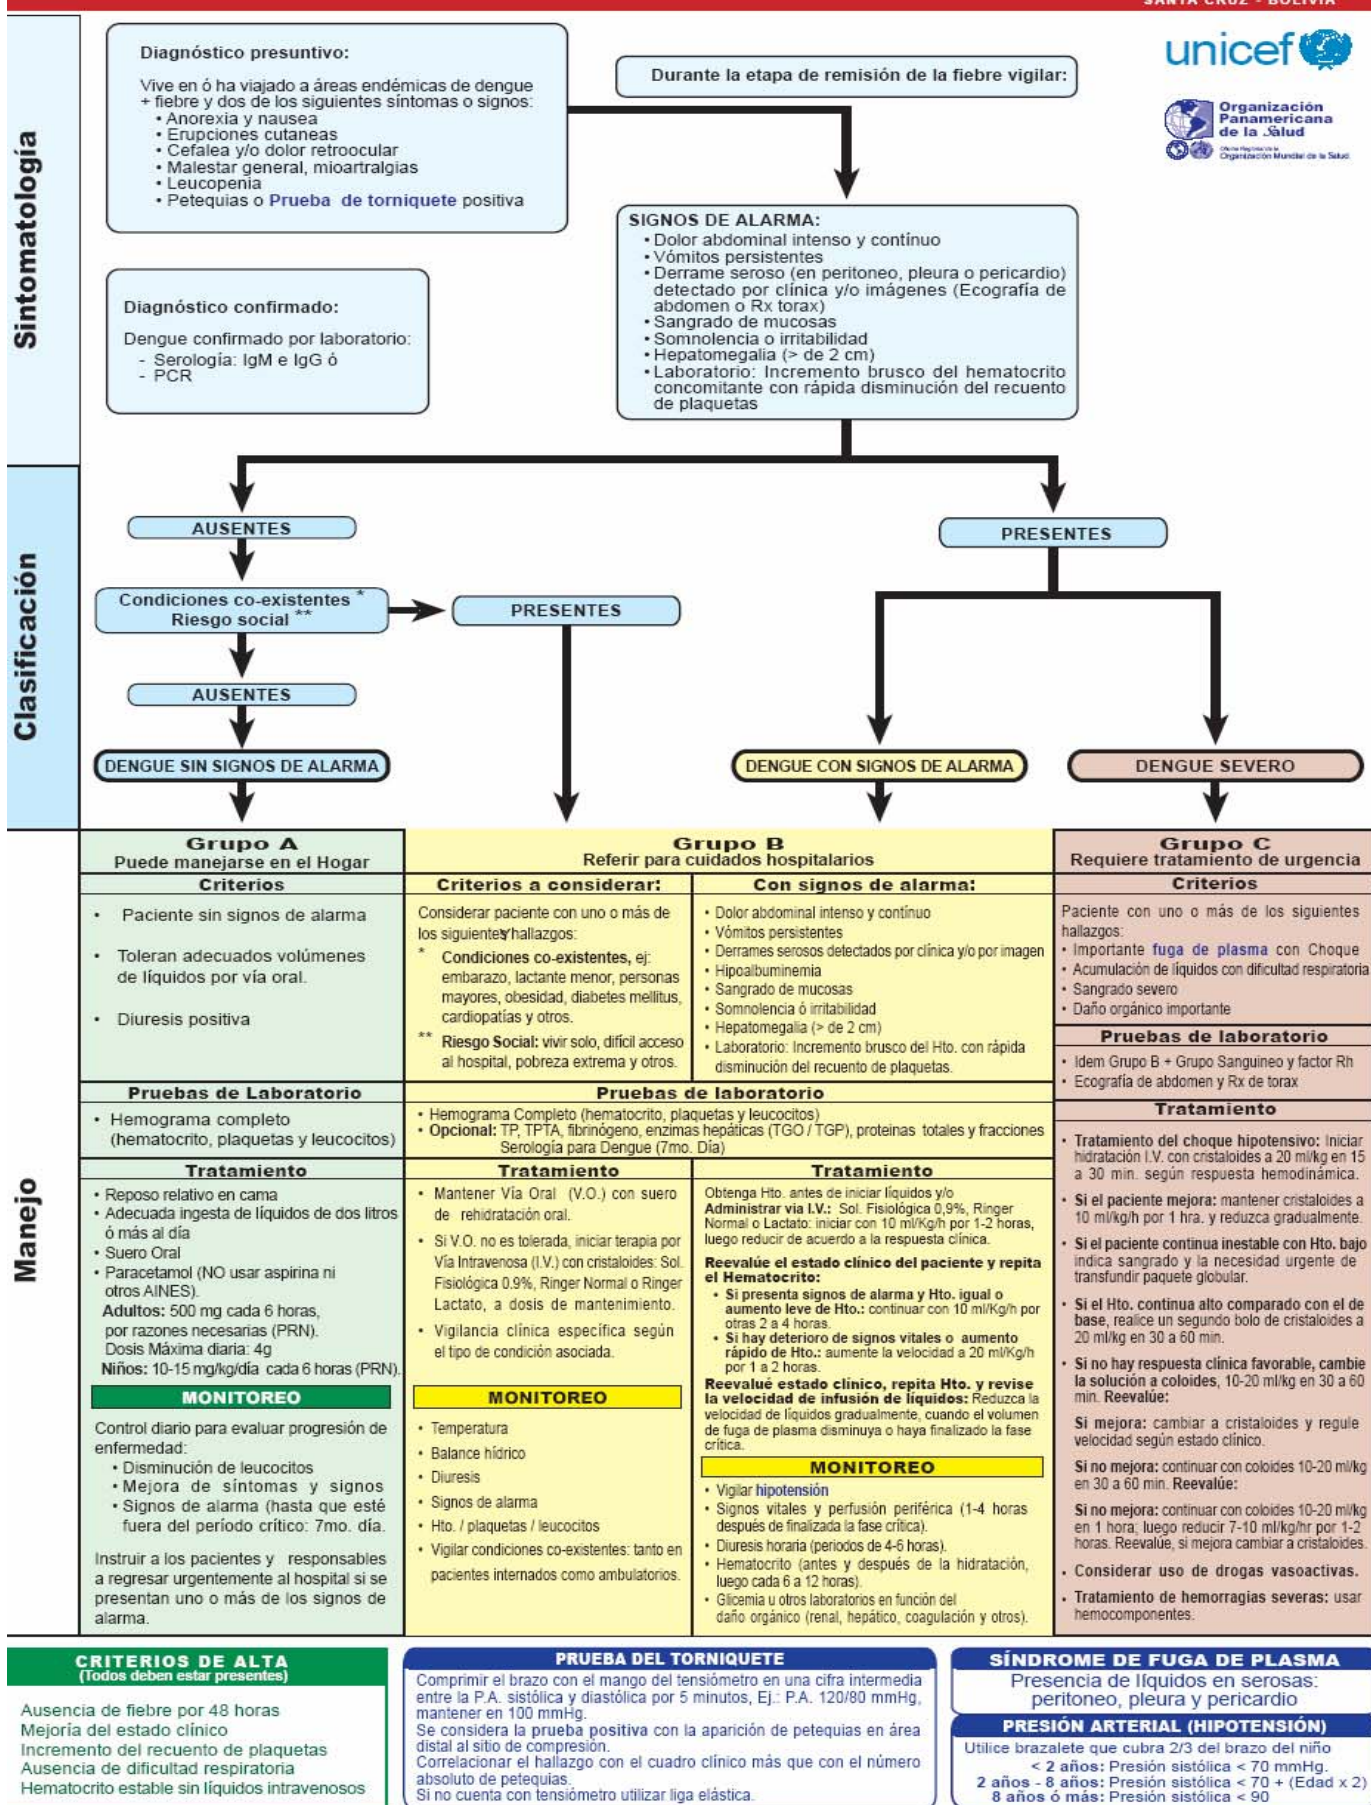 SANTA CRUZ - BOLIVIA
unicef
Organización
Panamericana
de la Salud
Oficina Regional de la
Organización Mundial de la Salud
Sintomatología
Diagnóstico presuntivo:
Vive en ó ha viajado a áreas endémicas de dengue
+ fiebre y dos de los siguientes síntomas o signos:
• Anorexia y nausea
• Erupciones cutaneas
• Cefalea y/o dolor retroocular
• Malestar general, mioartralgias
• Leucopenia
• Petequias o Prueba de torniquete positiva
Durante la etapa de remisión de la fiebre vigilar:
SIGNOS DE ALARMA:
• Dolor abdominal intenso y contínuo
• Vómitos persistentes
• Derrame seroso (en peritoneo, pleura o pericardio)
detectado por clínica y/o imágenes (Ecografía de
abdomen o Rx torax)
• Sangrado de mucosas
• Somnolencia o irritabilidad
• Hepatomegalia (> de 2 cm)
• Laboratorio: Incremento brusco del hematocrito
concomitante con rápida disminución del recuento
de plaquetas
Diagnóstico confirmado:
Dengue confirmado por laboratorio:
- Serología: IgM e IgG ó
- PCR
Clasificación
AUSENTES
PRESENTES
Condiciones co-existentes *
Riesgo social **
PRESENTES
AUSENTES
DENGUE SIN SIGNOS DE ALARMA
DENGUE CON SIGNOS DE ALARMA
DENGUE SEVERO
Manejo
Grupo A
Puede manejarse en el Hogar
Criterios
• Paciente sin signos de alarma
• Toleran adecuados volúmenes
de líquidos por vía oral.
• Diuresis positiva
Pruebas de Laboratorio
• Hemograma completo
(hematocrito, plaquetas y leucocitos)
Tratamiento
• Reposo relativo en cama
• Adecuada ingesta de líquidos de dos litros
ó más al día
• Suero Oral
• Paracetamol (NO usar aspirina ni
otros AINES).
Adultos: 500 mg cada 6 horas,
por razones necesarias (PRN).
Dosis Máxima diaria: 4g
Niños: 10-15 mg/kg/día cada 6 horas (PRN).
MONITOREO
Control diario para evaluar progresión de
enfermedad:
• Disminución de leucocitos
• Mejora de síntomas y signos
• Signos de alarma (hasta que esté
fuera del período crítico: 7mo. día.
Instruir a los pacientes y responsables
a regresar urgentemente al hospital si se
presentan uno o más de los signos de
alarma.
Grupo B
Referir para cuidados hospitalarios
Criterios a considerar:
Considerar paciente con uno o más de
los siguientes hallazgos:
* Condiciones co-existentes, ej:
embarazo, lactante menor, personas
mayores, obesidad, diabetes mellitus,
cardiopatías y otros.
** Riesgo Social: vivir solo, difícil acceso
al hospital, pobreza extrema y otros.
Con signos de alarma:
• Dolor abdominal intenso y contínuo
• Vómitos persistentes
• Derrames serosos detectados por clínica y/o por imagen
• Hipoalbuminemia
• Sangrado de mucosas
• Somnolencia ó irritabilidad
• Hepatomegalia (> de 2 cm)
• Laboratorio: Incremento brusco del Hto. con rápida
disminución del recuento de plaquetas.
Pruebas de laboratorio
• Hemograma Completo (hematocrito, plaquetas y leucocitos)
• Opcional: TP, TPTA, fibrinógeno, enzimas hepáticas (TGO / TGP), proteinas totales y fracciones
Serología para Dengue (7mo. Día)
Tratamiento
• Mantener Vía Oral (V.O.) con suero
de rehidratación oral.
• Si V.O. no es tolerada, iniciar terapia por
Vía Intravenosa (I.V.) con cristaloides: Sol.
Fisiológica 0.9%, Ringer Normal o Ringer
Lactato, a dosis de mantenimiento.
• Vigilancia clínica específica según
el tipo de condición asociada.
MONITOREO
• Temperatura
• Balance hídrico
• Diuresis
• Signos de alarma
• Hto. / plaquetas / leucocitos
• Vigilar condiciones co-existentes: tanto en
pacientes internados como ambulatorios.
Tratamiento
Obtenga Hto. antes de iniciar líquidos y/o
Administrar via I.V.: Sol. Fisiológica 0,9%, Ringer
Normal o Lactato: iniciar con 10 ml/Kg/h por 1-2 horas,
luego reducir de acuerdo a la respuesta clínica.
Reevalúe el estado clínico del paciente y repita
el Hematocrito:
• Si presenta signos de alarma y Hto. igual o
aumento leve de Hto.: continuar con 10 ml/Kg/h por
otras 2 a 4 horas.
• Si hay deterioro de signos vitales o aumento
rápido de Hto.: aumente la velocidad a 20 ml/Kg/h
por 1 a 2 horas.
Reevalué estado clínico, repita Hto. y revise
la velocidad de infusión de líquidos: Reduzca la
velocidad de líquidos gradualmente, cuando el volumen
de fuga de plasma disminuya o haya finalizado la fase
crítica.
MONITOREO
• Vigilar hipotensión
• Signos vitales y perfusión periférica (1-4 horas
después de finalizada la fase crítica).
• Diuresis horaria (periodos de 4-6 horas).
• Hematocrito (antes y después de la hidratación,
luego cada 6 a 12 horas).
• Glicemia u otros laboratorios en función del
daño orgánico (renal, hepático, coagulación y otros).
Grupo C
Requiere tratamiento de urgencia
Criterios
Paciente con uno o más de los siguientes
hallazgos:
• Importante fuga de plasma con Choque
• Acumulación de líquidos con dificultad respiratoria
• Sangrado severo
• Daño orgánico importante
Pruebas de laboratorio
• Idem Grupo B + Grupo Sanguineo y factor Rh
• Ecografía de abdomen y Rx de torax
Tratamiento
• Tratamiento del choque hipotensivo: Iniciar
hidratación I.V. con cristaloides a 20 ml/kg en 15
a 30 min. según respuesta hemodinámica.
• Si el paciente mejora: mantener cristaloides a
10 ml/kg/h por 1 hra. y reduzca gradualmente.
• Si el paciente continua inestable con Hto. bajo
indica sangrado y la necesidad urgente de
transfundir paquete globular.
• Si el Hto. continua alto comparado con el de
base, realice un segundo bolo de cristaloides a
20 ml/kg en 30 a 60 min.
• Si no hay respuesta clínica favorable, cambie
la solución a coloides, 10-20 ml/kg en 30 a 60
min. Reevalúe:
Si mejora: cambiar a cristaloides y regule
velocidad según estado clínico.
Si no mejora: continuar con coloides 10-20 ml/kg
en 30 a 60 min. Reevalúe:
Si no mejora: continuar con coloides 10-20 ml/kg
en 1 hora; luego reducir 7-10 ml/kg/hr por 1-2
horas. Reevalúe, si mejora cambiar a cristaloides.
• Considerar uso de drogas vasoactivas.
• Tratamiento de hemorragias severas: usar
hemocomponentes.
CRITERIOS DE ALTA
(Todos deben estar presentes)
Ausencia de fiebre por 48 horas
Mejoría del estado clínico
Incremento del recuento de plaquetas
Ausencia de dificultad respiratoria
Hematocrito estable sin líquidos intravenosos
PRUEBA DEL TORNIQUETE
Comprimir el brazo con el mango del tensiómetro en una cifra intermedia
entre la P.A. sistólica y diastólica por 5 minutos, Ej.: P.A. 120/80 mmHg,
mantener en 100 mmHg.
Se considera la prueba positiva con la aparición de petequias en área
distal al sitio de compresión.
Correlacionar el hallazgo con el cuadro clínico más que con el número
absoluto de petequias.
Si no cuenta con tensiómetro utilizar liga elástica.
SÍNDROME DE FUGA DE PLASMA
Presencia de líquidos en serosas:
peritoneo, pleura y pericardio
PRESIÓN ARTERIAL (HIPOTENSIÓN)
Utilice brazalete que cubra 2/3 del brazo del niño
< 2 años: Presión sistólica < 70 mmHg.
2 años - 8 años: Presión sistólica < 70 + (Edad x 2)
8 años ó más: Presión sistólica < 90